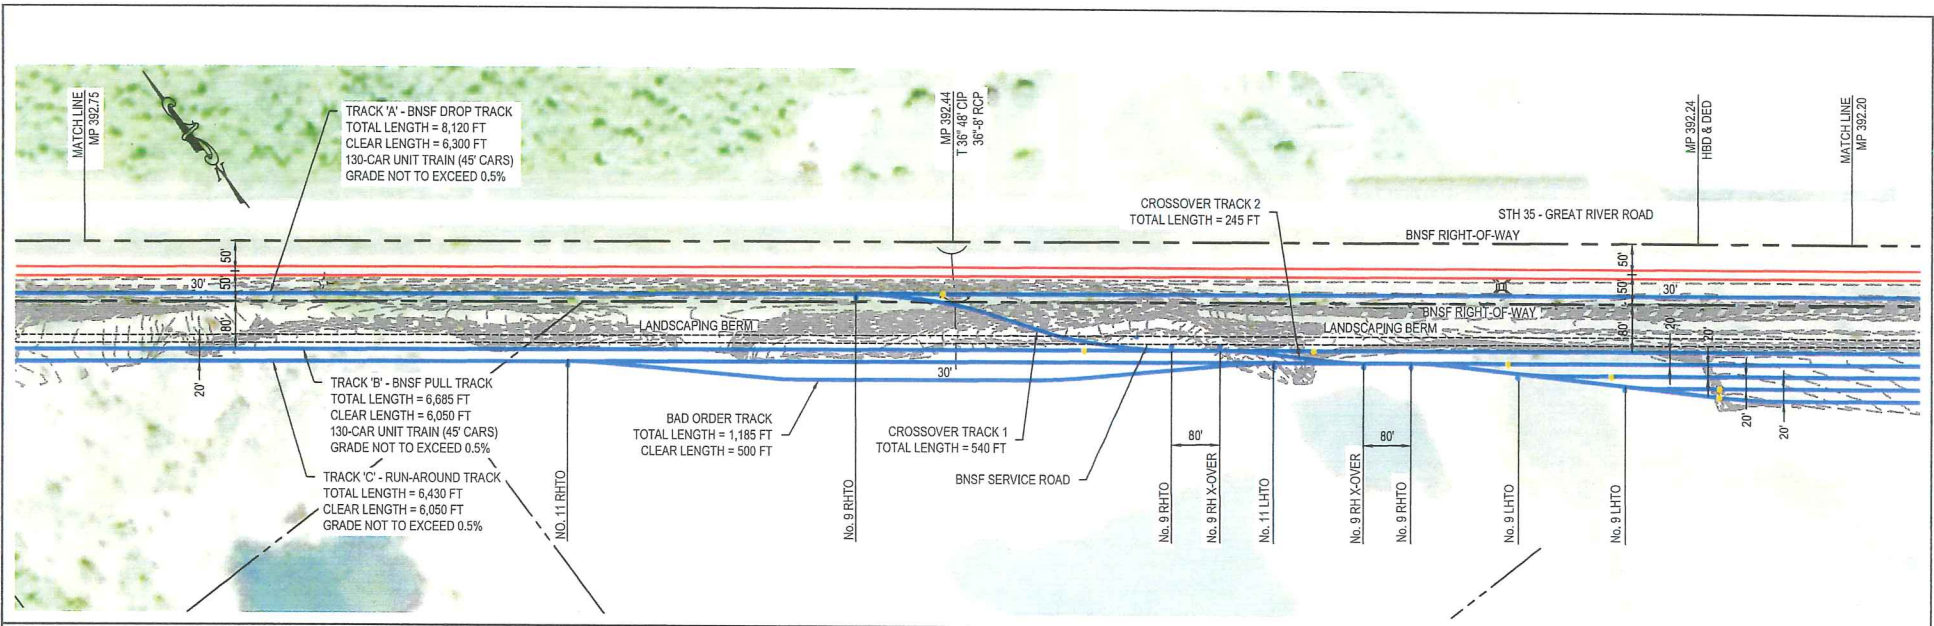 MATCH LINE
MP 392.75
N
TRACK 'A' - BNSF DROP TRACK
TOTAL LENGTH = 8,120 FT
CLEAR LENGTH = 6,300 FT
130-CAR UNIT TRAIN (45' CARS)
GRADE NOT TO EXCEED 0.5%
MP 392.44
T 36" 48' CIP
36"-8' RCP
CROSSOVER TRACK 2
TOTAL LENGTH = 245 FT
STH 35 - GREAT RIVER ROAD
MP 392.24
HBD & DED
MATCH LINE
MP 392.20
BNSF RIGHT-OF-WAY
50'
50'
30'
80'
50'
50'
30'
80'
BNSF RIGHT-OF-WAY
LANDSCAPING BERM
LANDSCAPING BERM
20'
20'
20'
30'
TRACK 'B' - BNSF PULL TRACK
TOTAL LENGTH = 6,685 FT
CLEAR LENGTH = 6,050 FT
130-CAR UNIT TRAIN (45' CARS)
GRADE NOT TO EXCEED 0.5%
BAD ORDER TRACK
TOTAL LENGTH = 1,185 FT
CLEAR LENGTH = 500 FT
CROSSOVER TRACK 1
TOTAL LENGTH = 540 FT
BNSF SERVICE ROAD
80'
80'
20'
20'
TRACK 'C' - RUN-AROUND TRACK
TOTAL LENGTH = 6,430 FT
CLEAR LENGTH = 6,050 FT
GRADE NOT TO EXCEED 0.5%
NO. 11 RHTO
No. 9 RHTO
No. 9 RHTO
No. 9 RH X-OVER
No. 11 LHTO
No. 9 RH X-OVER
No. 9 RHTO
No. 9 LHTO
No. 9 LHTO